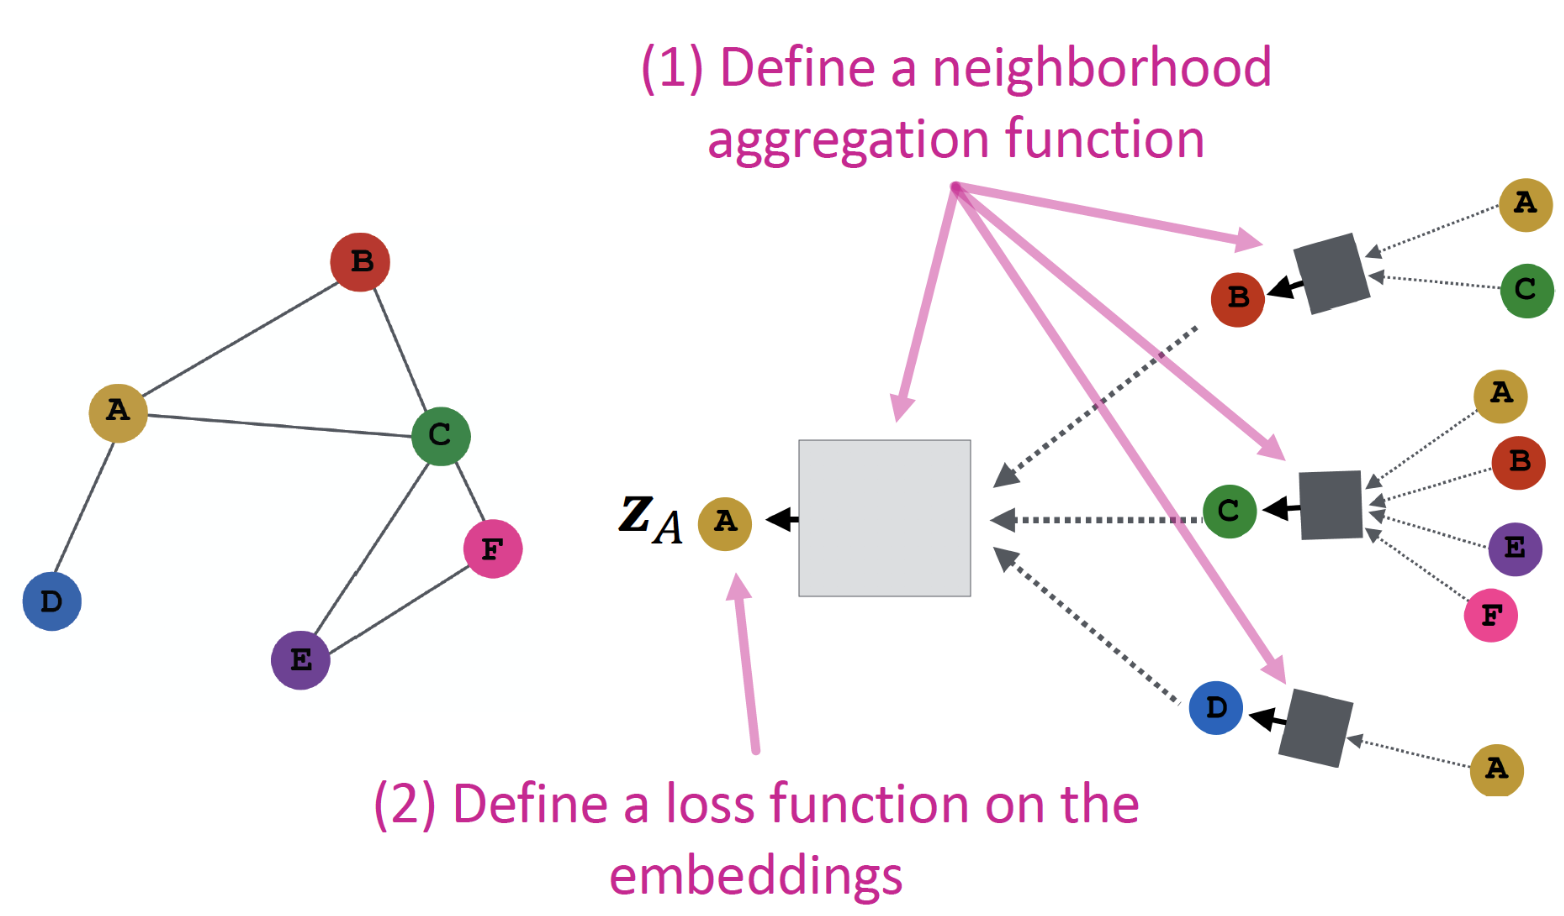 (1) Define a neighborhood
aggregation function
A
B
C
B
A
C
D
F
E
A
B
E
F
C
z_A A
D
A
(2) Define a loss function on the
embeddings